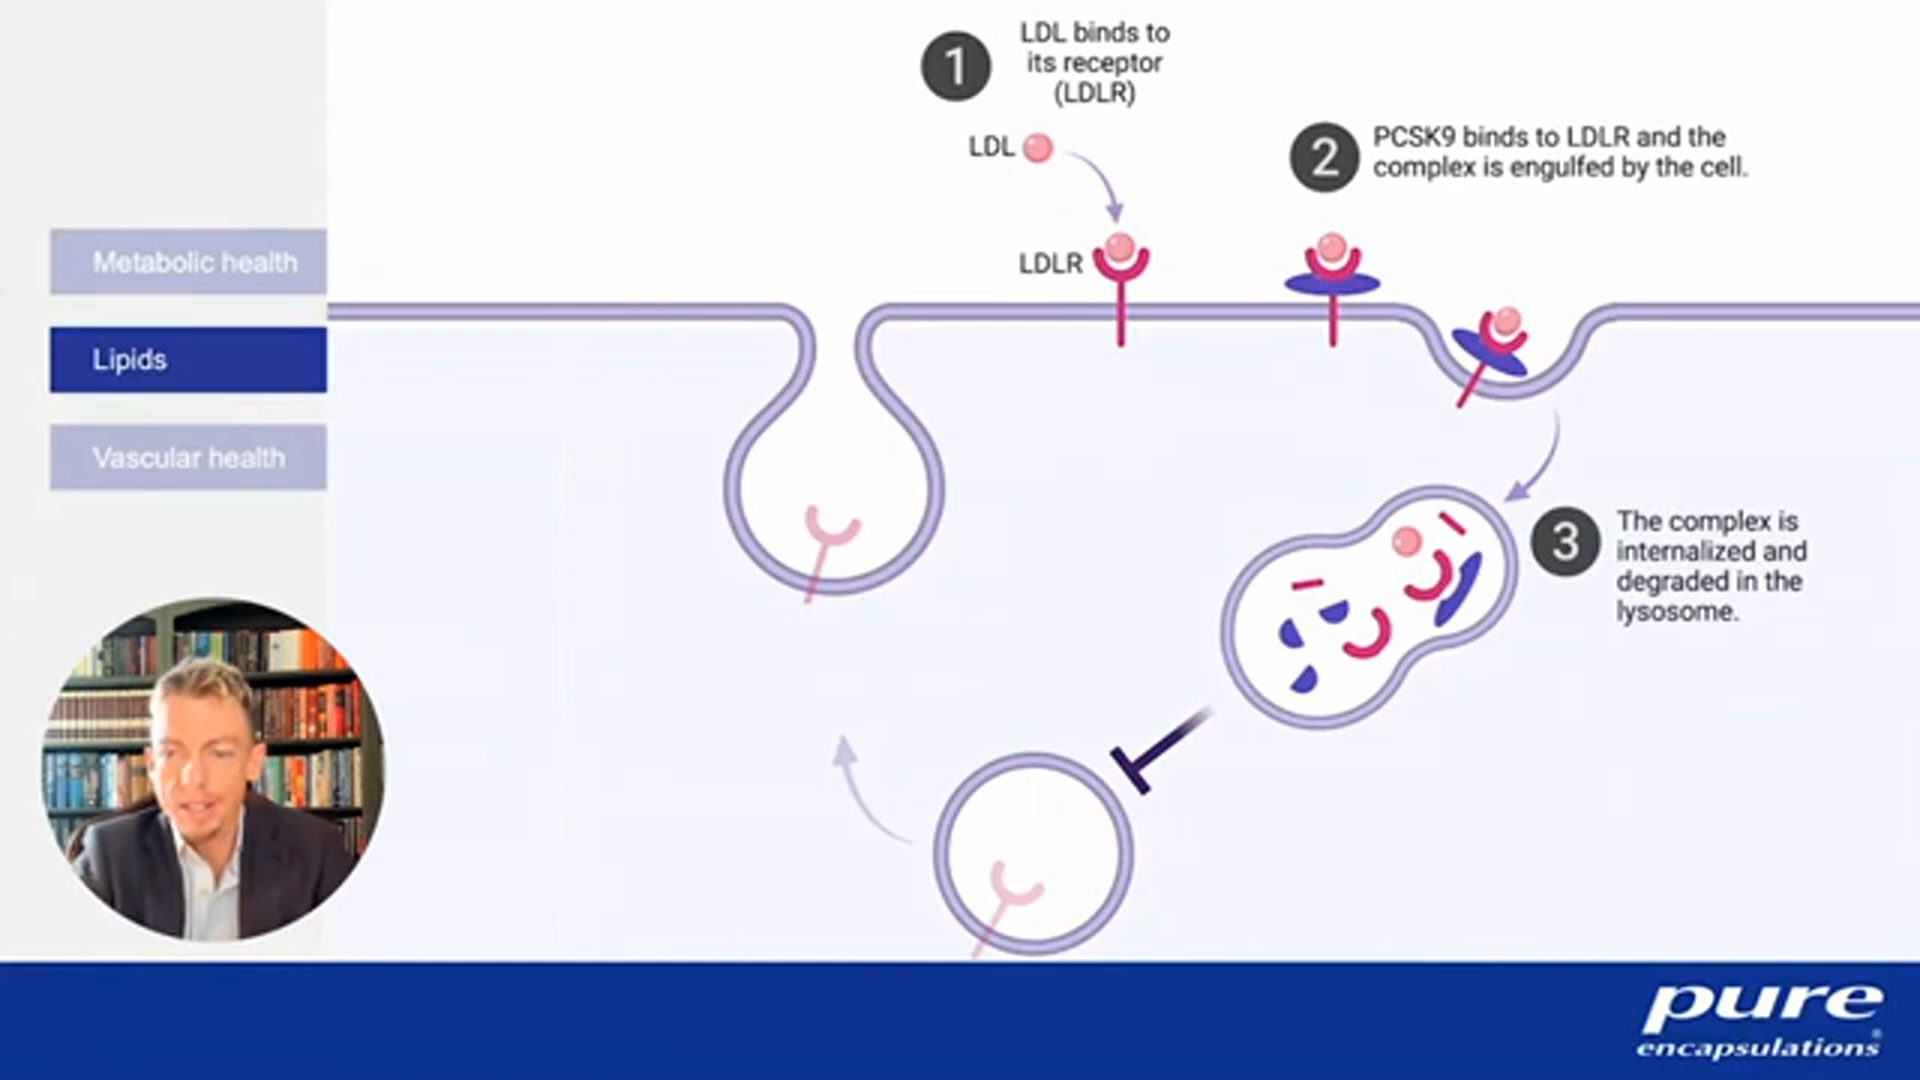 1
LDL binds to
its receptor
(LDLR)
LDL
LDLR
2
PCSK9 binds to LDLR and the
complex is engulfed by the cell.
3
The complex is
internalized and
degraded in the
lysosome.
Metabolic health
Lipids
Vascular health
pure
encapsulations®